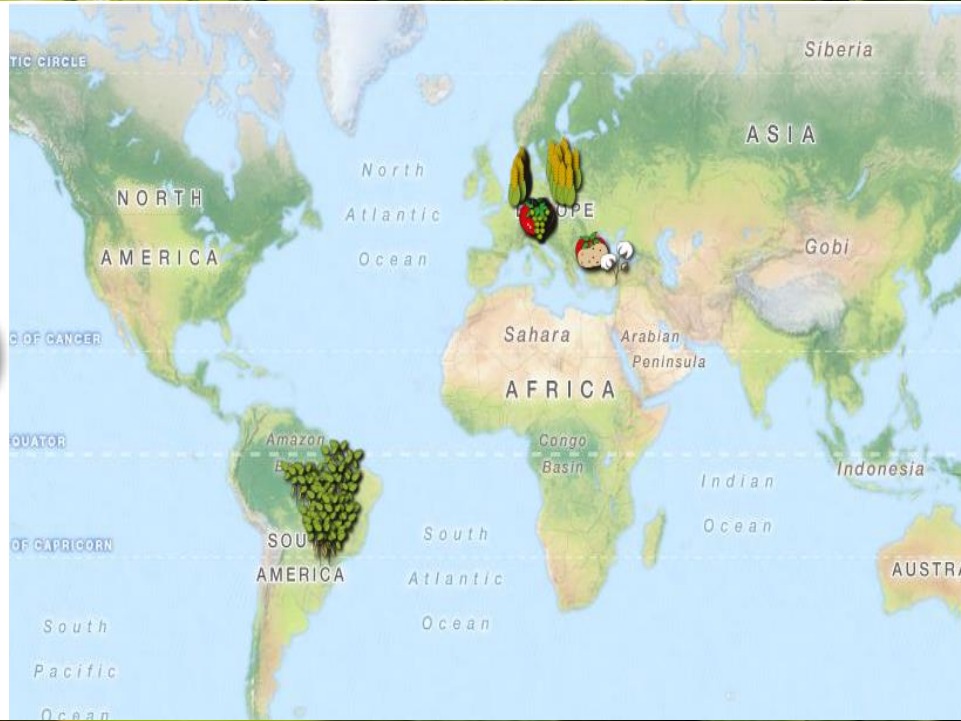 TIC CIRCLE
Siberia
ASIA
North
Atlantic
Ocean
NORTH
AMERICA
OPE
Gobi
C OF CANCER
Sahara
Arabian
Peninsula
AFRICA
QUATOR
Amazon
B
Congo
Basin
Indian
Ocean
Indonesia
OF CAPRICORN
SOU
AMERICA
South
Atlantic
Ocean
AUSTRA
South
Pacific
Ocean